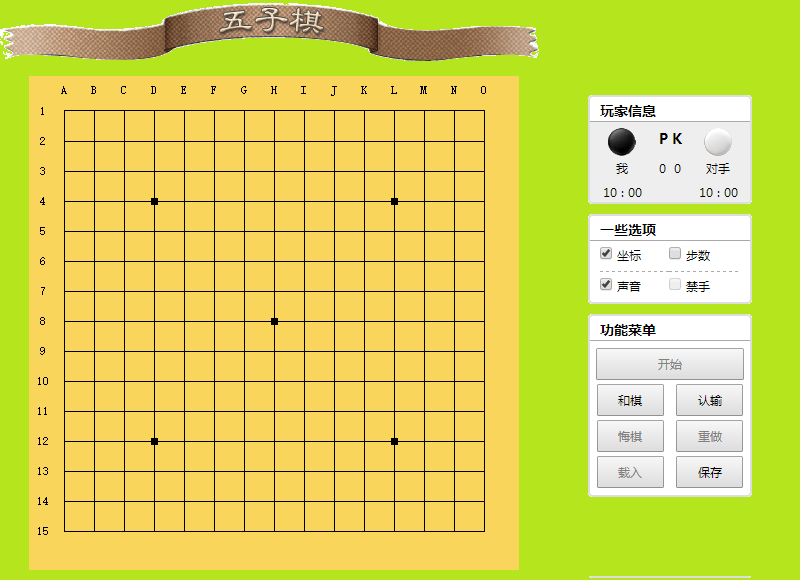 五子棋
A B C D E F G H I J K L M N O
1
2
3
4
5
6
7
8
9
10
11
12
13
14
15
玩家信息
P K
我 0 0 对手
10 : 00 10 : 00
一些选项
坐标 步数
声音 禁手
功能菜单
开始
和棋 认输
悔棋 重做
载入 保存